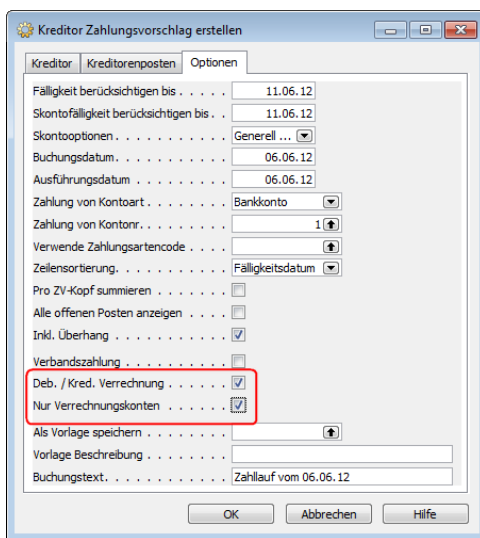 Kreditor Zahlungsvorschlag erstellen
Kreditor Kreditorenposten Optionen
Fälligkeit berücksichtigen bis . . . . . 11.06.12
Skontofälligkeit berücksichtigen bis . . 11.06.12
Skontooptionen . . . . . . . . . . . Generell ...
Buchungsdatum . . . . . . . . . . . 06.06.12
Ausführungsdatum . . . . . . . . . 06.06.12
Zahlung von Kontoart . . . . . . . . Bankkonto
Zahlung von Kontonr. . . . . . . . . 1
Verwende Zahlungsartencode . . . .
Zeilensortierung. . . . . . . . . . . Fälligkeitsdatum
Pro ZV-Kopf summieren . . . . . . .
Alle offenen Posten anzeigen . . . .
Inkl. Überhang . . . . . . . . . . .
Verbandszahlung . . . . . . . . . .
Deb. / Kred. Verrechnung . . . . . .
Nur Verrechnungskonten . . . . . .
Als Vorlage speichern . . . . . . . .
Vorlage Beschreibung . . . . . . . .
Buchungstext. . . . . . . . . . . . Zahllauf vom 06.06.12
OK Abbrechen Hilfe